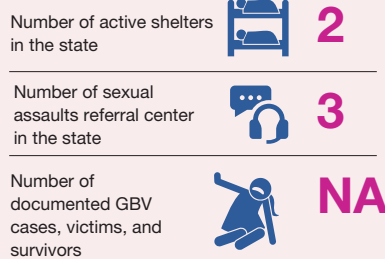 Number of active shelters
in the state
2
Number of sexual
assaults referral center
in the state
3
Number of
documented GBV
cases, victims, and
survivors
NA